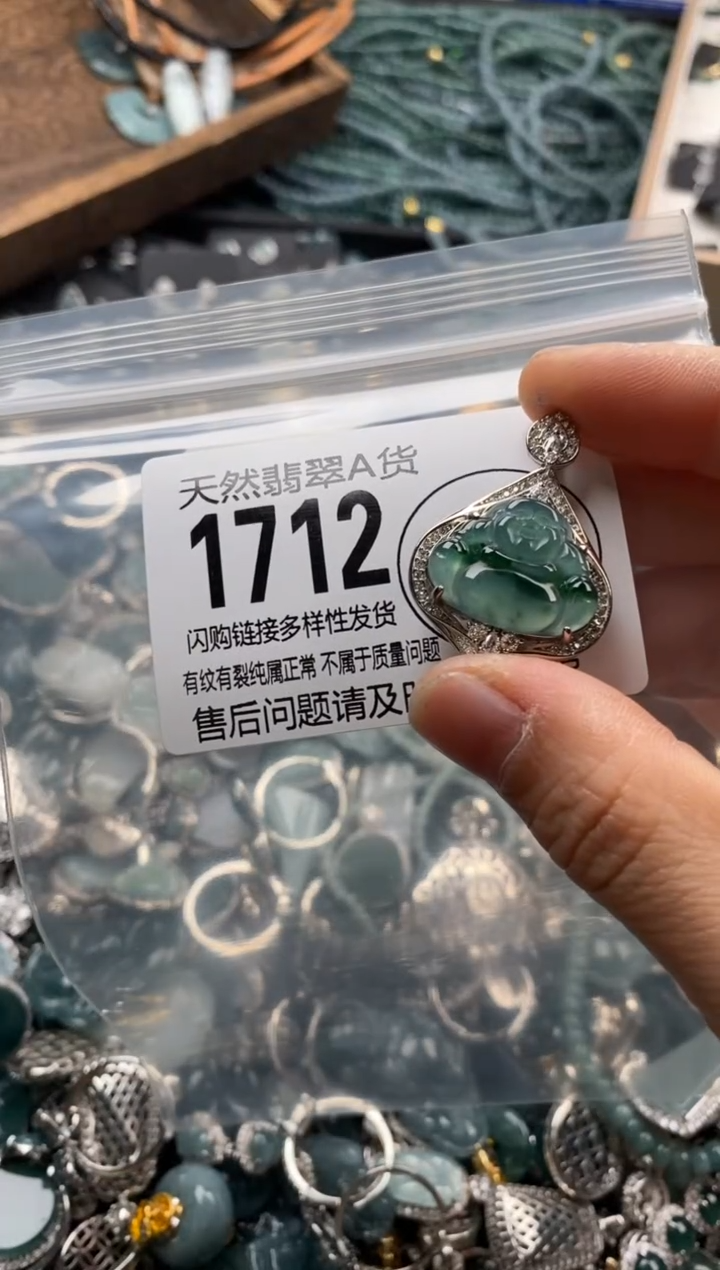 天然翡翠A货
1712
闪购链接多样性发货
有纹有裂纯属正常 不属于质量问题
售后问题请及